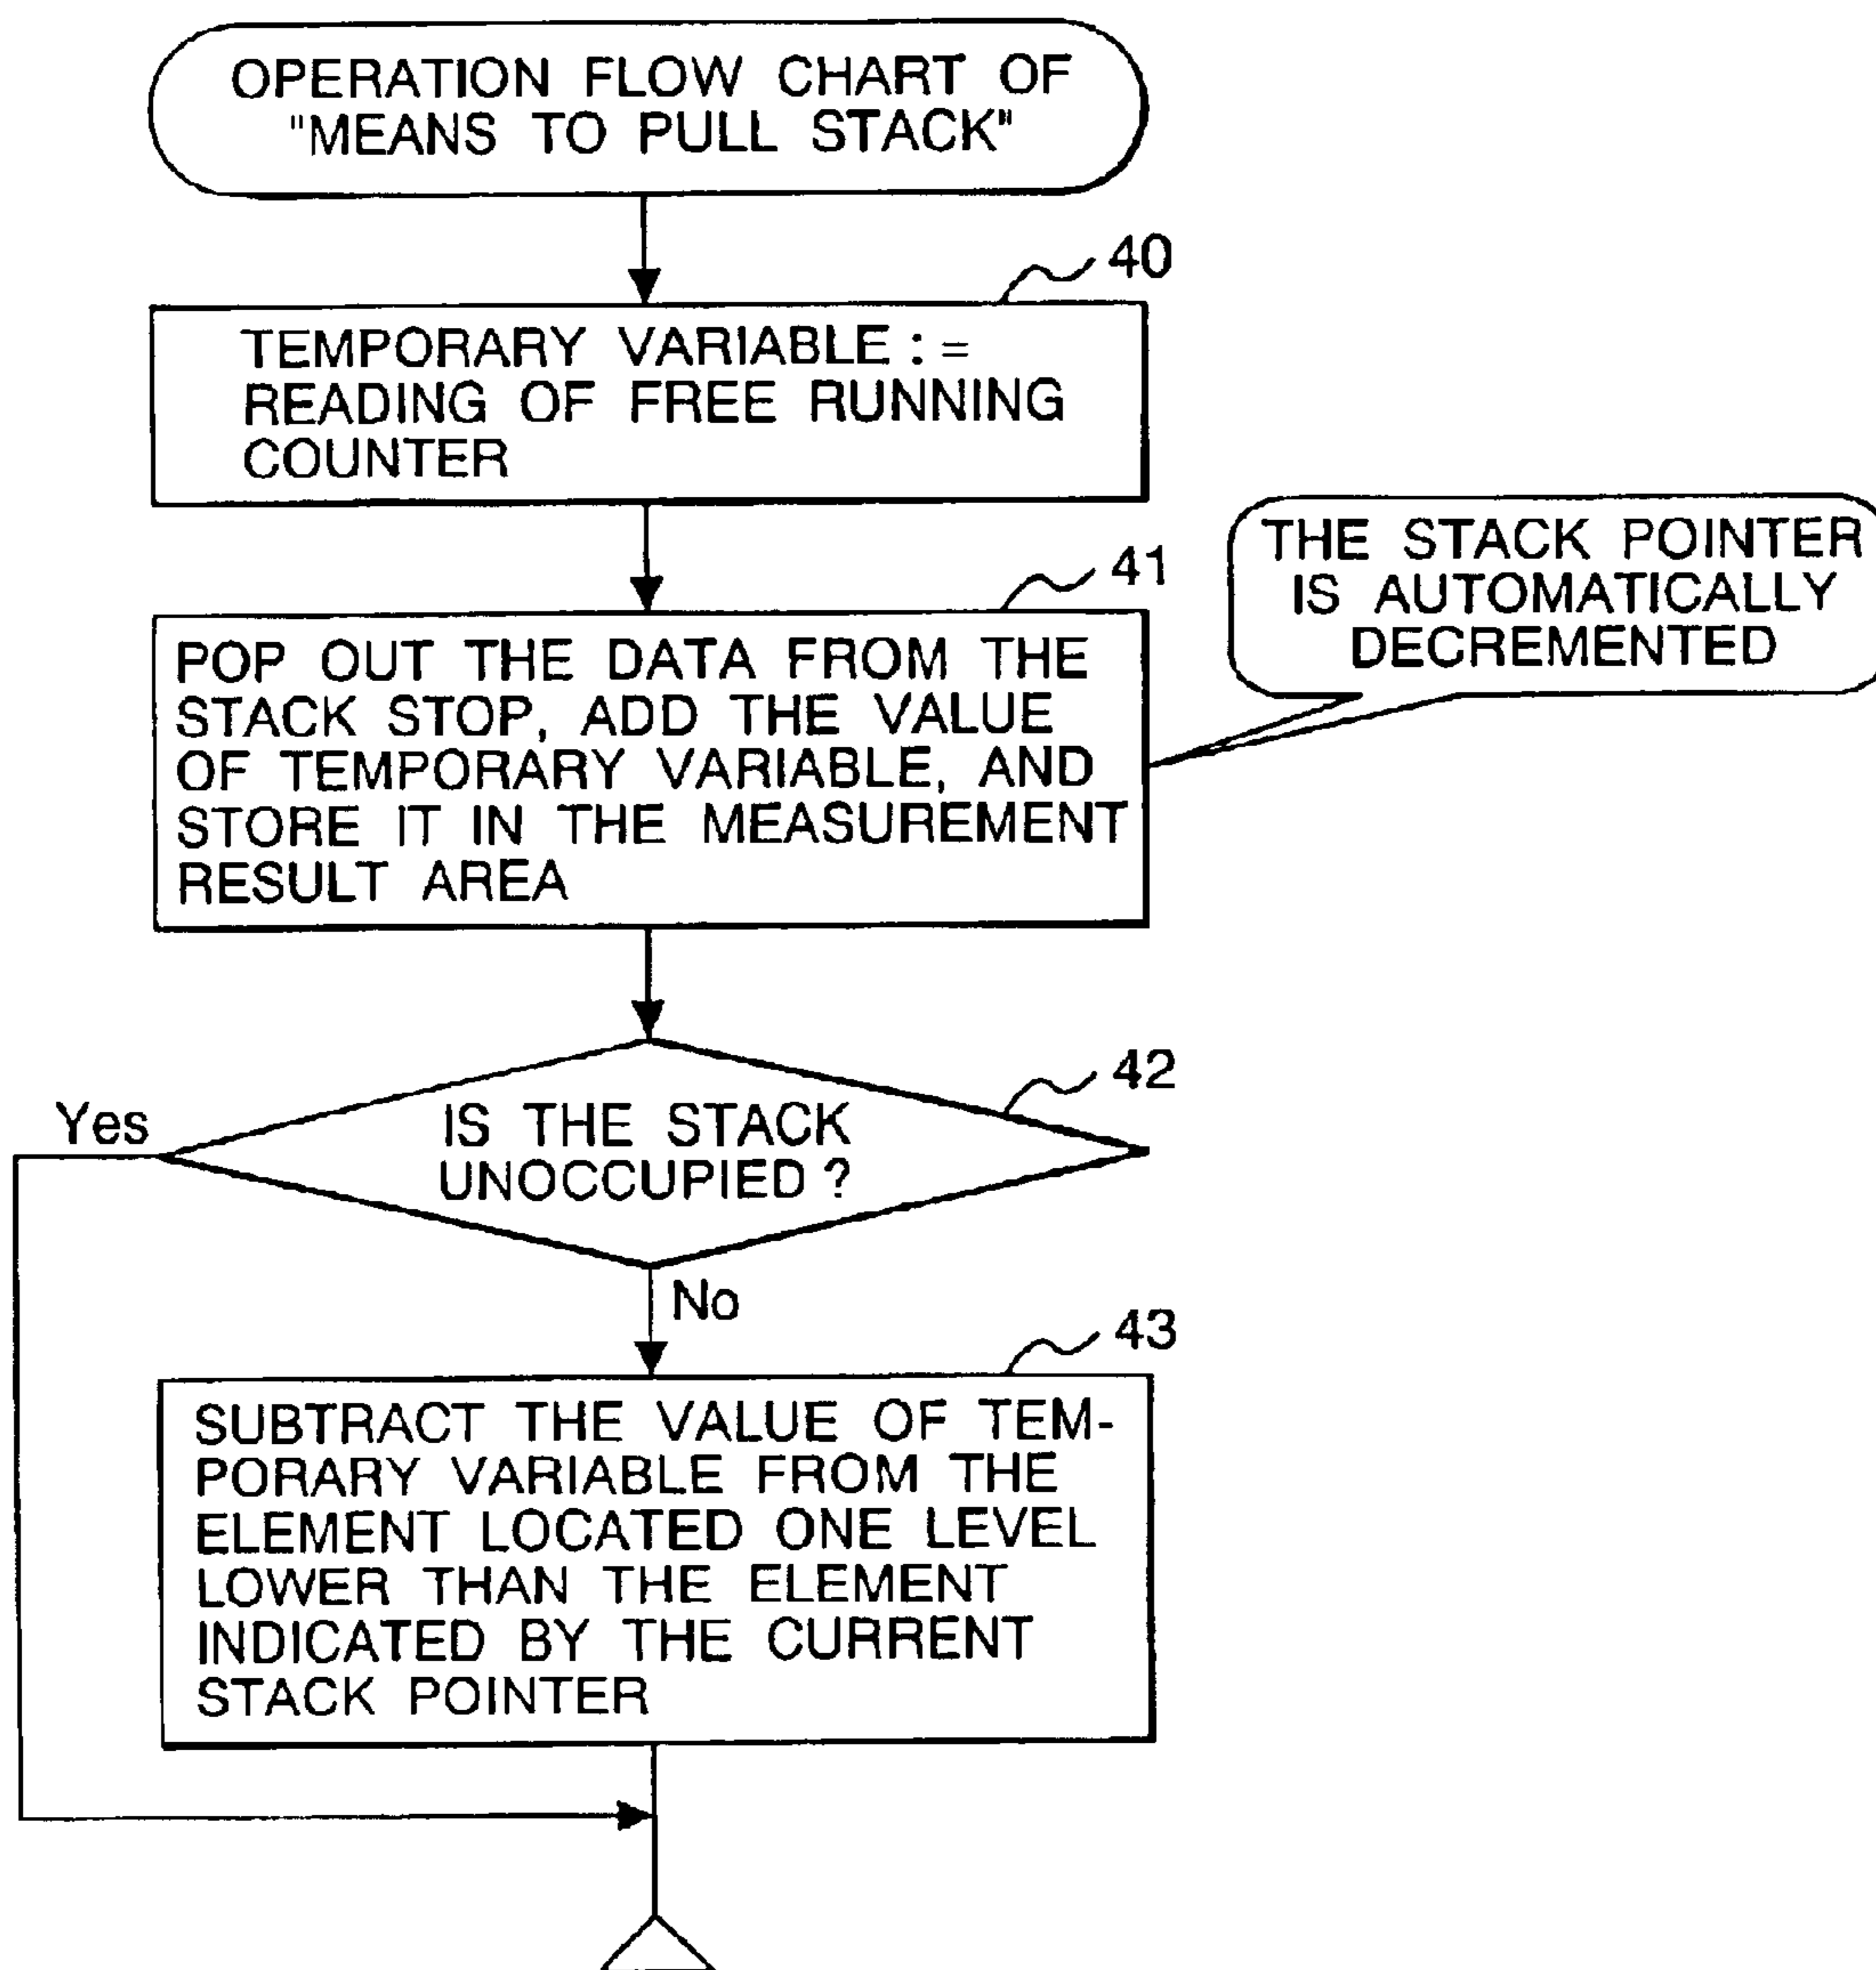 OPERATION FLOW CHART OF
"MEANS TO PULL STACK"
40
TEMPORARY VARIABLE : =
READING OF FREE RUNNING
COUNTER
41
THE STACK POINTER
IS AUTOMATICALLY
DECREMENTED
POP OUT THE DATA FROM THE
STACK STOP, ADD THE VALUE
OF TEMPORARY VARIABLE, AND
STORE IT IN THE MEASUREMENT
RESULT AREA
42
Yes
IS THE STACK
UNOCCUPIED ?
No
43
SUBTRACT THE VALUE OF TEM-
PORARY VARIABLE FROM THE
ELEMENT LOCATED ONE LEVEL
LOWER THAN THE ELEMENT
INDICATED BY THE CURRENT
STACK POINTER